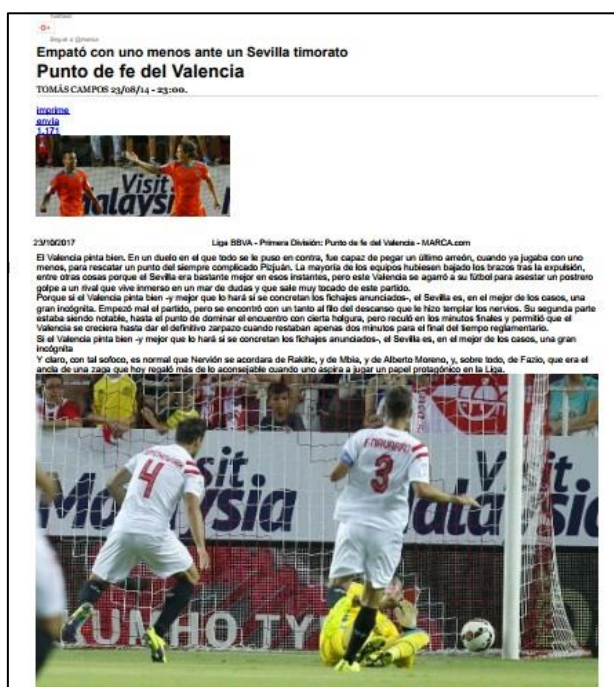 Twittear
G+
Seguir a @marca
Empató con uno menos ante un Sevilla timorato
Punto de fe del Valencia
TOMÁS CAMPOS 23/08/14 - 23:00.
imprime
envía
1.171
Visit
alaysi
23/10/2017 Liga BBVA - Primera División: Punto de fe del Valencia - MARCA.com
El Valencia pinta bien. En un duelo en el que todo se le puso en contra, fue capaz de pegar un último arreón, cuando ya jugaba con uno
menos, para rescatar un punto del siempre complicado Pizjuán. La mayoría de los equipos hubiesen bajado los brazos tras la expulsión,
entre otras cosas porque el Sevilla era bastante mejor en esos instantes, pero este Valencia se agarró a su fútbol para asestar un postrero
golpe a un rival que vive inmerso en un mar de dudas y que sale muy tocado de este partido.
Porque si el Valencia pinta bien -y mejor que lo hará si se concretan los fichajes anunciados-, el Sevilla es, en el mejor de los casos, una
gran incógnita. Empezó mal el partido, pero se encontró con un tanto al filo del descanso que le hizo templar los nervios. Su segunda parte
estaba siendo notable, hasta el punto de dominar el encuentro con cierta holgura, pero reculó en los minutos finales y permitió que el
Valencia se creciera hasta dar el definitivo zarpazo cuando restaban apenas dos minutos para el final del tiempo reglamentario.
Si el Valencia pinta bien -y mejor que lo hará si se concretan los fichajes anunciados-, el Sevilla es, en el mejor de los casos, una gran
incógnita
Y claro, con tal sofoco, es normal que Nervión se acordara de Rakitic, y de Mbia, y de Alberto Moreno, y, sobre todo, de Fazio, que era el
ancla de una zaga que hoy regaló más de lo aconsejable cuando uno aspira a jugar un papel protagónico en la Liga.
sit
Visit
Malaysia
alaysia
4
F.NAVARRO
3
RUMHO TY